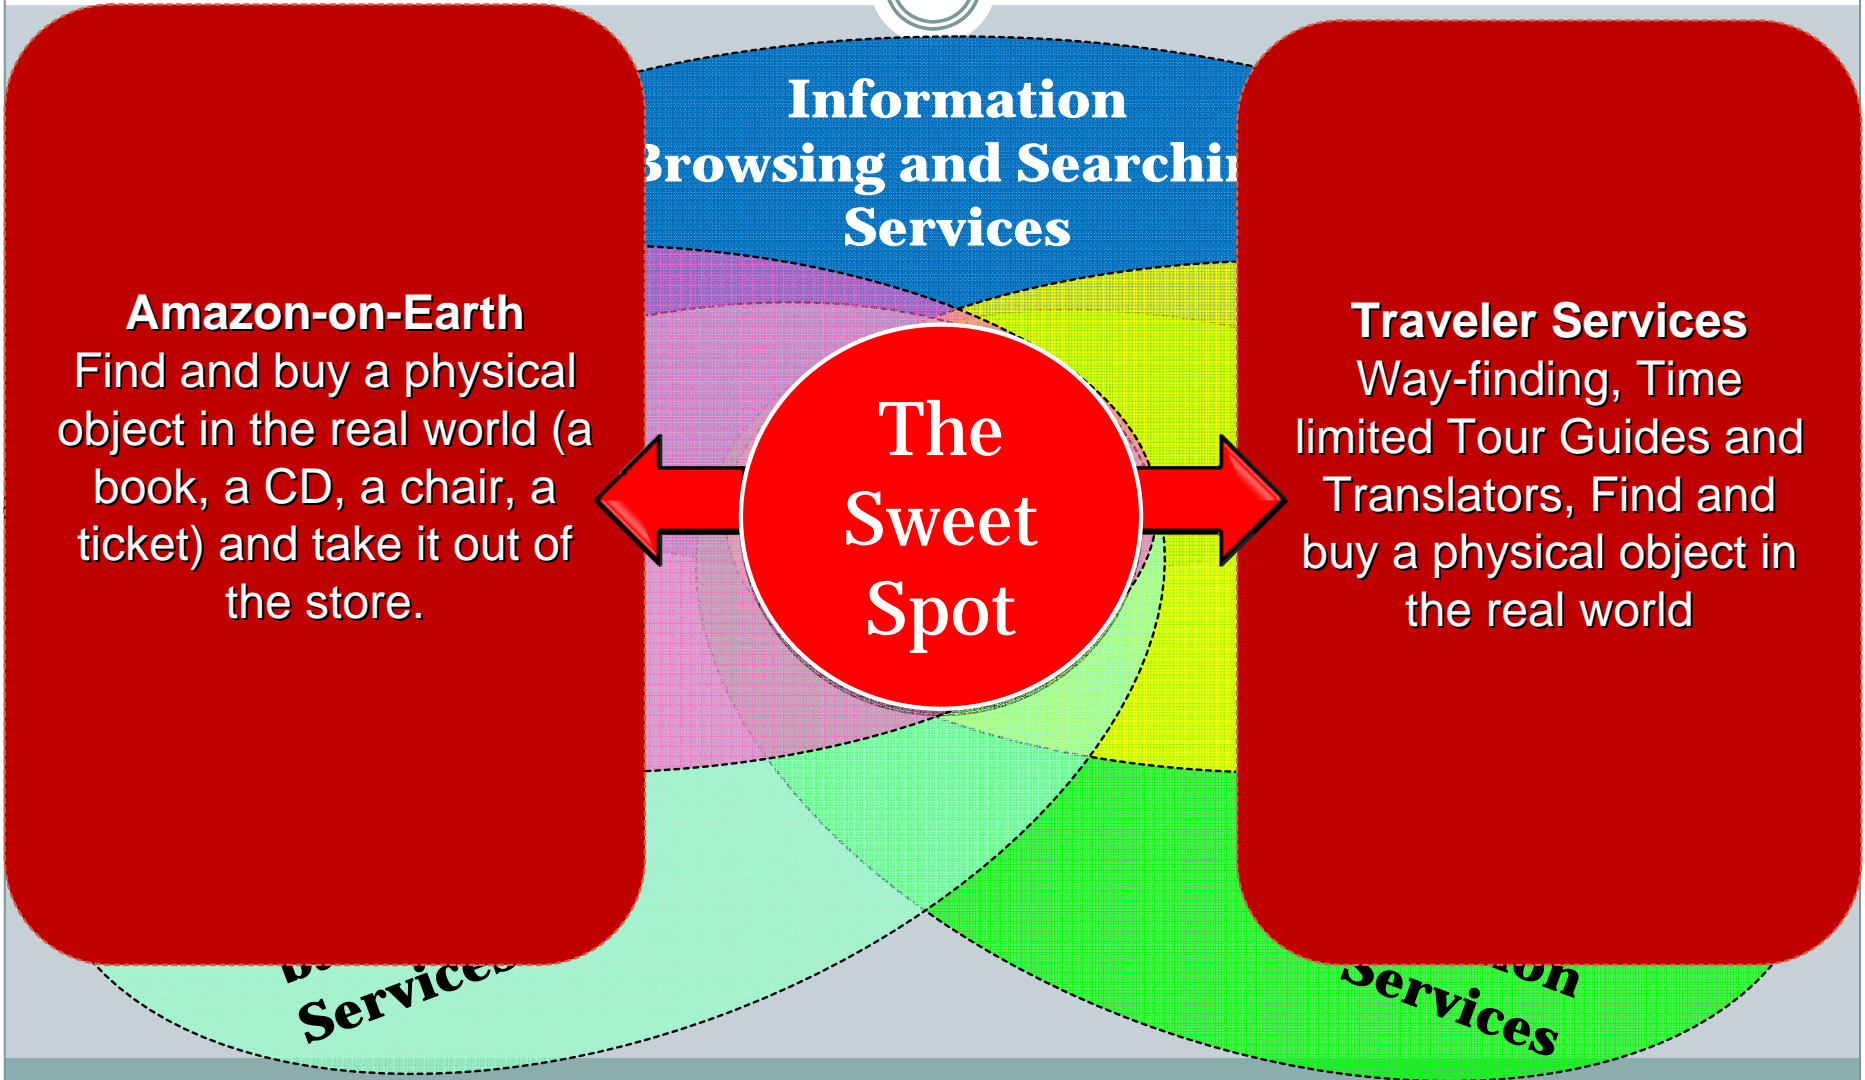 Information
Browsing and Searchin
Services
Amazon-on-Earth
Find and buy a physical
object in the real world (a
book, a CD, a chair, a
ticket) and take it out of
the store.
The
Sweet
Spot
Traveler Services
Way-finding, Time
limited Tour Guides and
Translators, Find and
buy a physical object in
the real world
Services
Services